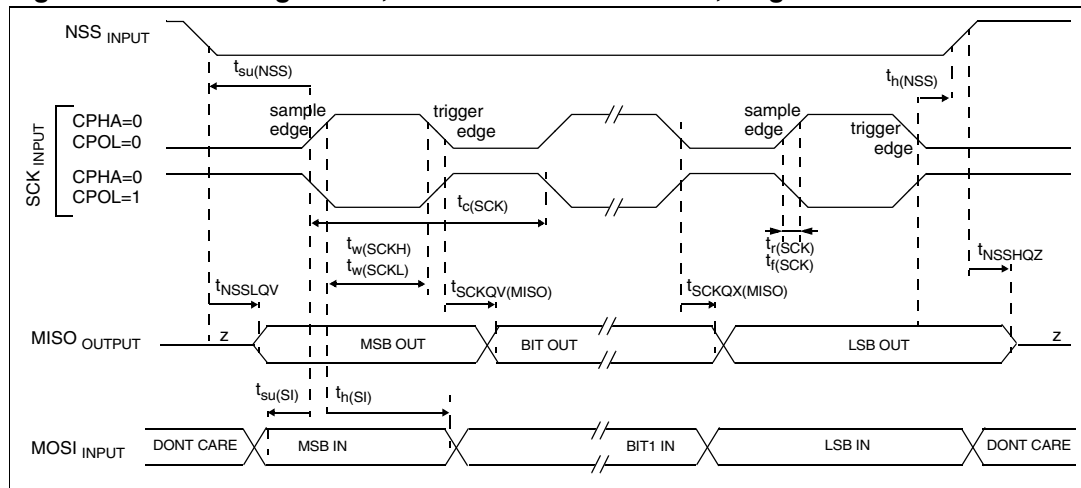 NSS INPUT
tsu(NSS)
th(NSS)
SCK INPUT
CPHA=0
CPOL=0
CPHA=0
CPOL=1
sample
edge
trigger
edge
sample
edge
trigger
edge
tc(SCK)
tw(SCKH)
tw(SCKL)
tr(SCK)
tf(SCK)
tNSSLQV
tSCKQV(MISO)
tSCKQX(MISO)
tNSSHQZ
MISO OUTPUT
z
MSB OUT
BIT OUT
LSB OUT
z
tsu(SI)
th(SI)
MOSI INPUT
DONT CARE
MSB IN
BIT1 IN
LSB IN
DONT CARE